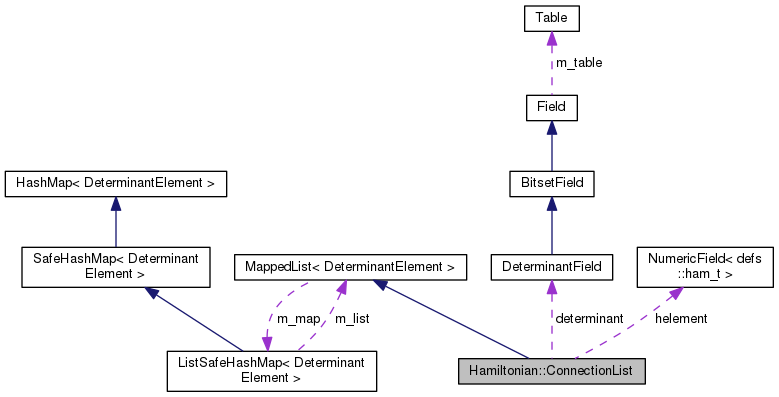 Table
m_table
Field
HashMap< DeterminantElement >
BitsetField
SafeHashMap< Determinant
Element >
MappedList< DeterminantElement >
DeterminantField
NumericField< defs
::ham_t >
m_map
m_list
determinant
helement
ListSafeHashMap< Determinant
Element >
Hamiltonian::ConnectionList